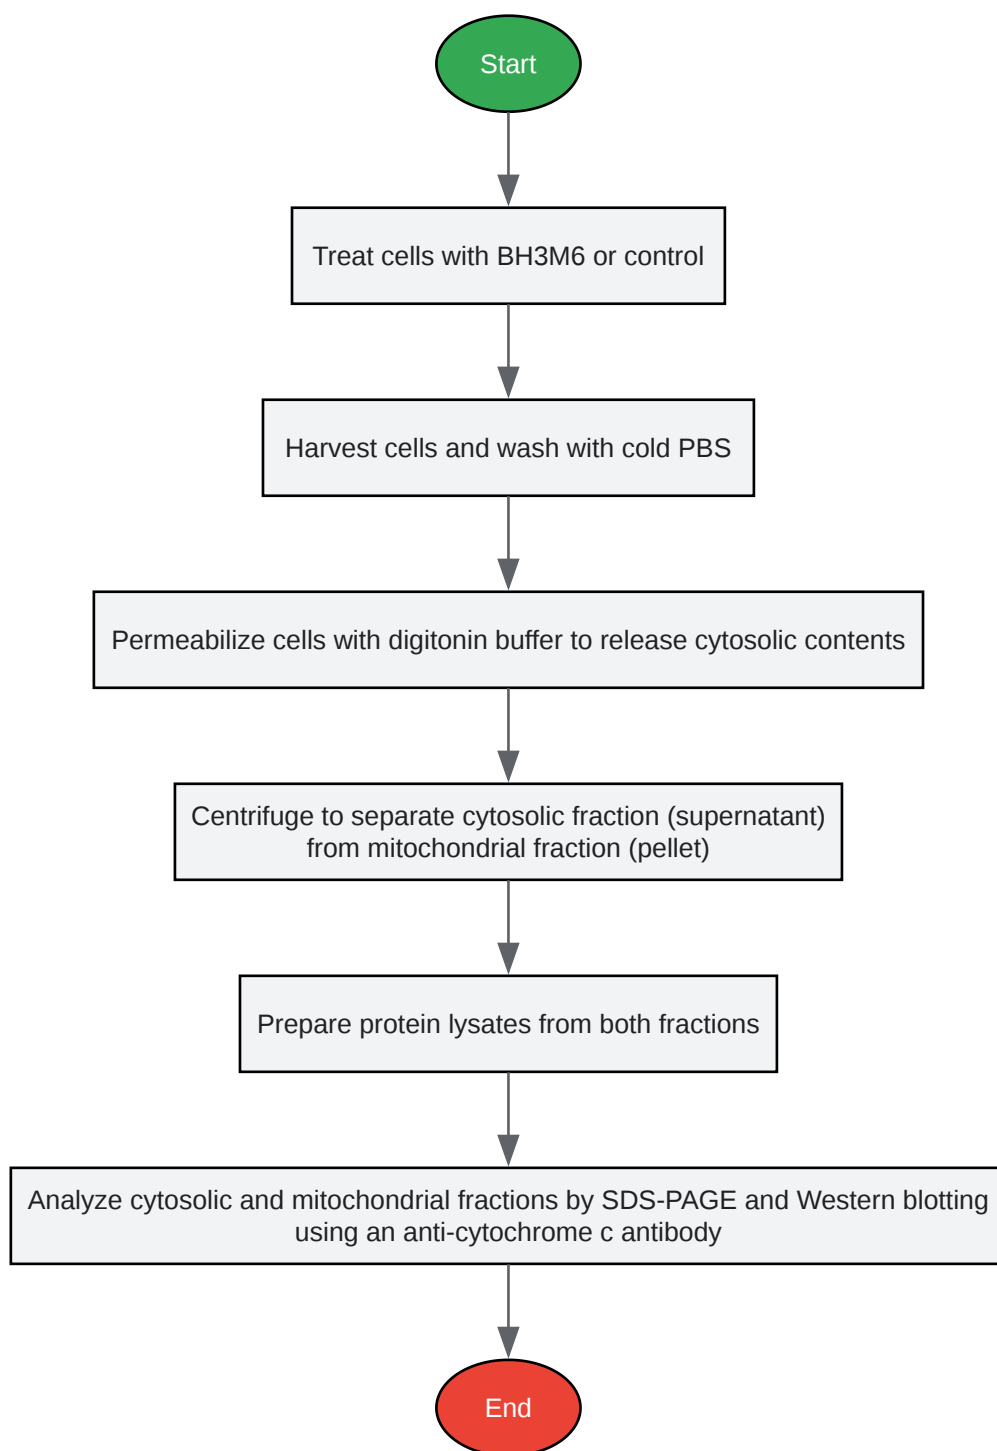 Start
Treat cells with BH3M6 or control
Harvest cells and wash with cold PBS
Permeabilize cells with digitonin buffer to release cytosolic contents
Centrifuge to separate cytosolic fraction (supernatant)
from mitochondrial fraction (pellet)
Prepare protein lysates from both fractions
Analyze cytosolic and mitochondrial fractions by SDS-PAGE and Western blotting
using an anti-cytochrome c antibody
End